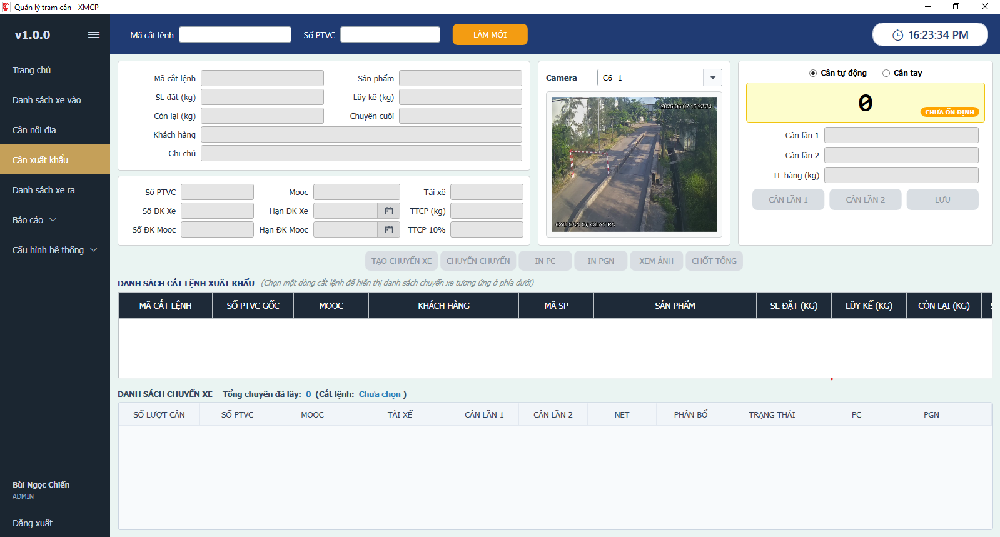 Quản lý trạm cân - XMCP
v1.0.0
Mã cắt lệnh
Số PTVC
LÀM MỚI
16:23:34 PM
Trang chủ
Danh sách xe vào
Cân nội địa
Cân xuất khẩu
Danh sách xe ra
Báo cáo
Cấu hình hệ thống
Bùi Ngọc Chiến
ADMIN
Đăng xuất
Mã cắt lệnh
Sản phẩm
SL đặt (kg)
Lũy kế (kg)
Còn lại (kg)
Chuyến cuối
Khách hàng
Ghi chú
Số PTVC
Mooc
Tài xế
Số ĐK Xe
Hạn ĐK Xe
TTCP (kg)
Số ĐK Mooc
Hạn ĐK Mooc
TTCP 10%
Camera
C6 -1
2025-05-07 16:23:34
CAU CAN C6 QUAY RA
Cân tự động
Cân tay
0
CHƯA ỔN ĐỊNH
Cân lần 1
Cân lần 2
TL hàng (kg)
CÂN LẦN 1
CÂN LẦN 2
LƯU
TẠO CHUYẾN XE
CHUYỂN CHUYẾN
IN PC
IN PGN
XEM ẢNH
CHỐT TỔNG
DANH SÁCH CẮT LỆNH XUẤT KHẨU (Chọn một dòng cắt lệnh để hiển thị danh sách chuyến xe tương ứng ở phía dưới)
MÃ CẮT LỆNH SỐ PTVC GỐC MOOC KHÁCH HÀNG MÃ SP SẢN PHẨM SL ĐẶT (KG) LŨY KẾ (KG) CÒN LẠI (KG)
DANH SÁCH CHUYẾN XE - Tổng chuyến đã lấy: 0 (Cắt lệnh: Chưa chọn )
SỐ LƯỢT CÂN SỐ PTVC MOOC TÀI XẾ CÂN LẦN 1 CÂN LẦN 2 NET PHÂN BỔ TRẠNG THÁI PC PGN